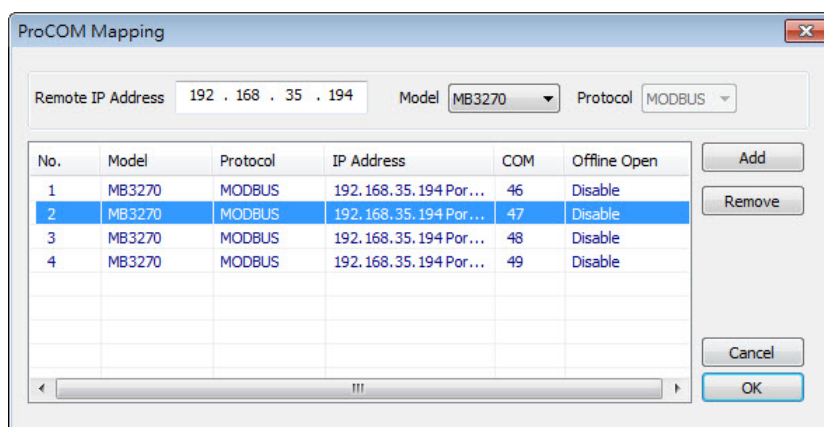 ProCOM Mapping
Remote IP Address 192 . 168 . 35 . 194 Model MB3270 Protocol MODBUS
No. Model Protocol IP Address COM Offline Open Add
1 MB3270 MODBUS 192.168.35.194 Por... 46 Disable
Remove
2 MB3270 MODBUS 192.168.35.194 Por... 47 Disable
3 MB3270 MODBUS 192.168.35.194 Por... 48 Disable
4 MB3270 MODBUS 192.168.35.194 Por... 49 Disable
Cancel
OK